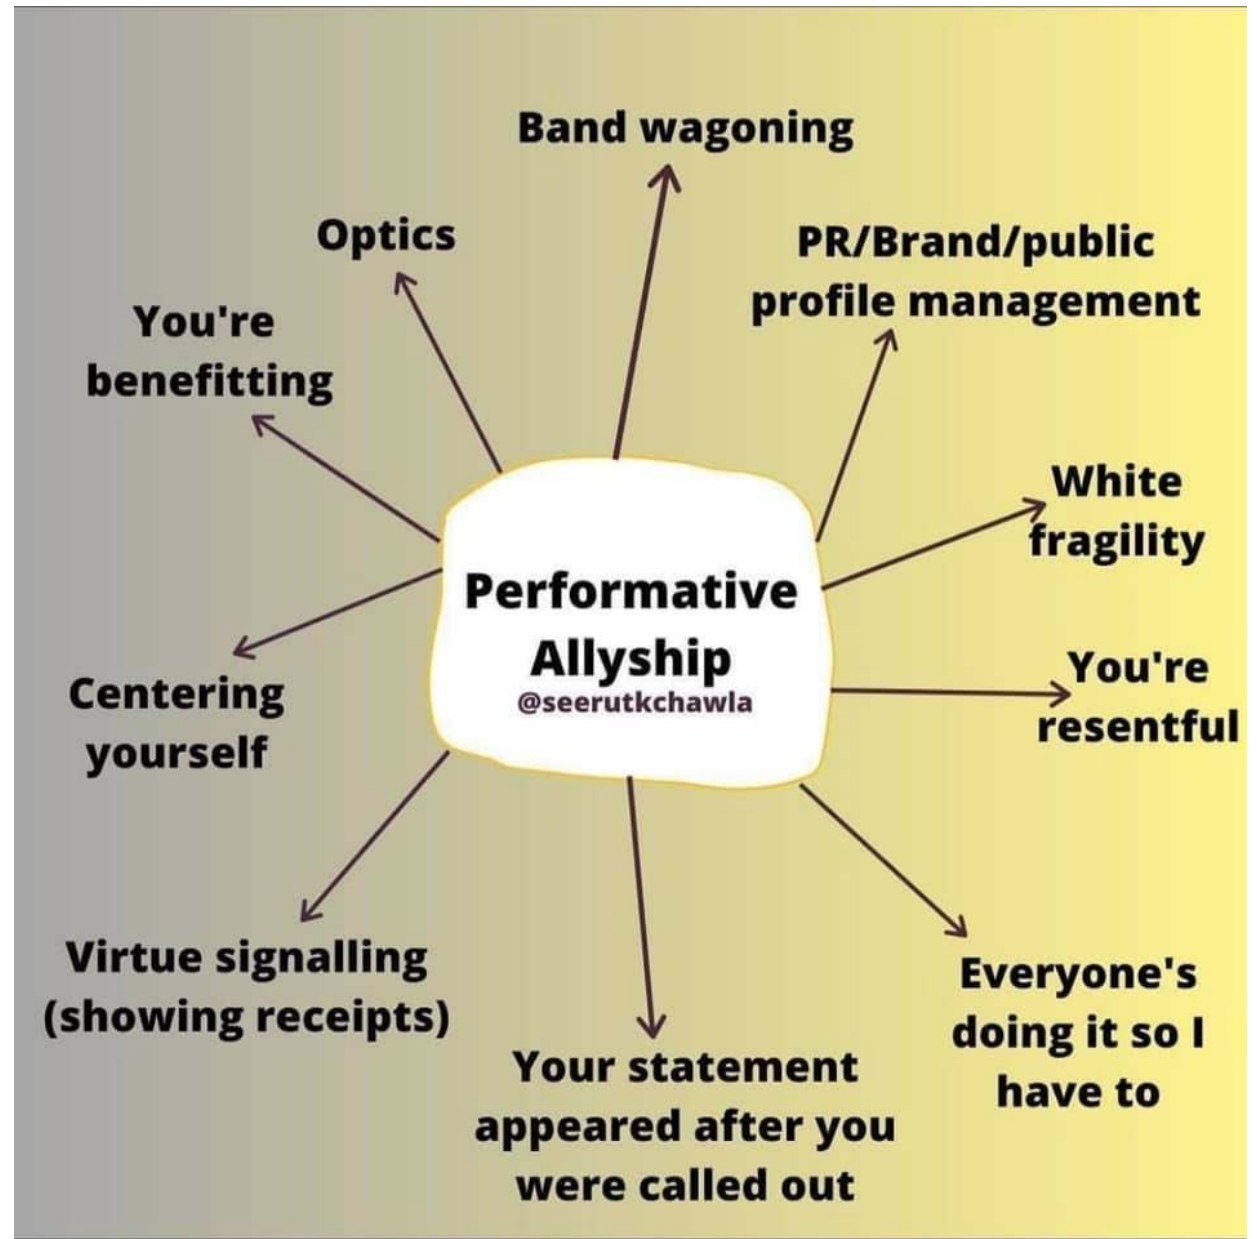 Band wagoning
Optics
PR/Brand/public
profile management
You're
benefitting
White
fragility
Performative
Allyship
@seerutkchawla
You're
resentful
Centering
yourself
Virtue signalling
(showing receipts)
Everyone's
doing it so I
have to
Your statement
appeared after you
were called out